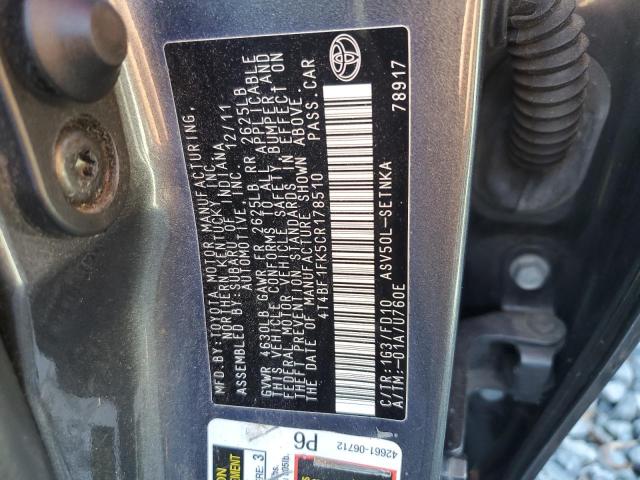 MFD.BY:TOYOTA MOTOR MANUFACTURING,
NORTHERN KENTUCKY,INC.
ASSEMBLED BY: SUBARU OF INDIANA
AUTOMOTIVE, INC. 12/11
GVWR 4630LB GAWR FR 2625LB RR 2625LB
THIS VEHICLE CONFORMS TO ALL APPLICABLE
FEDERAL MOTOR VEHICLE SAFETY, BUMPER, AND
THEFT PREVENTION STANDARDS IN EFFECT ON
THE DATE OF MANUFACTURE SHOWN ABOVE.
4T4BF1FK5CR178510 PASS.CAR
C/TR:1G3/FD10 ASV50L-SETNKA
A/TM:-01A/U760E 78917
P6
42661-06712
3